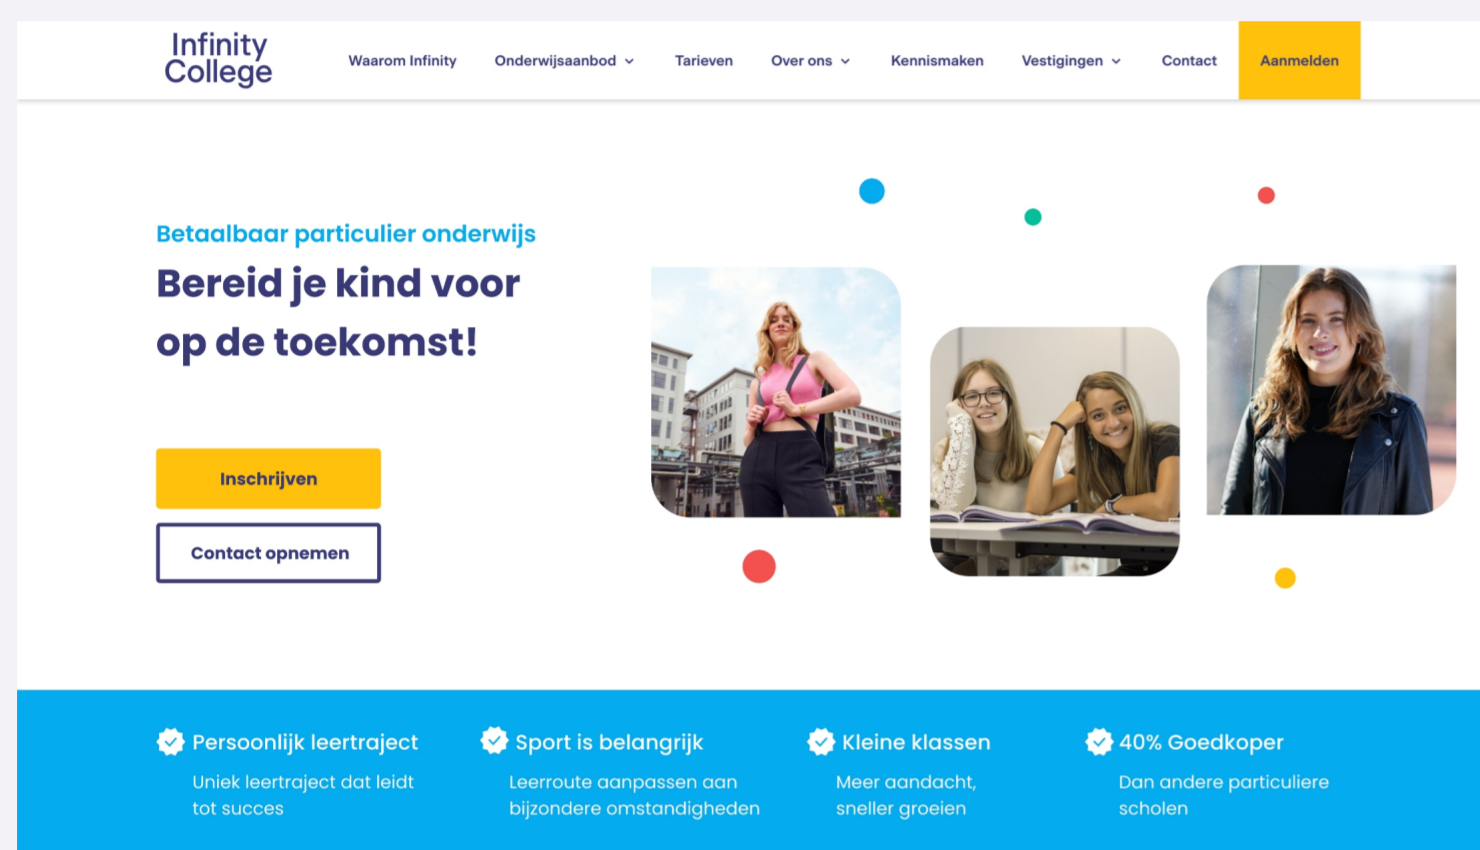 Infinity
College
Waarom Infinity
Onderwijsaanbod
Tarieven
Over ons
Kennismaken
Vestigingen
Contact
Aanmelden
Betaalbaar particulier onderwijs
Bereid je kind voor
op de toekomst!
Inschrijven
Contact opnemen
Persoonlijk leertraject
Uniek leertraject dat leidt
tot succes
Sport is belangrijk
Leerroute aanpassen aan
bijzondere omstandigheden
Kleine klassen
Meer aandacht,
sneller groeien
40% Goedkoper
Dan andere particuliere
scholen